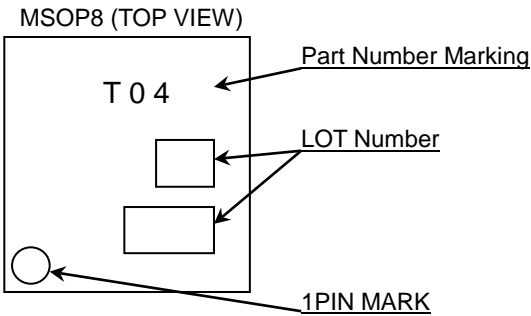 MSOP8 (TOP VIEW)
Part Number Marking
T 0 4
LOT Number
1PIN MARK